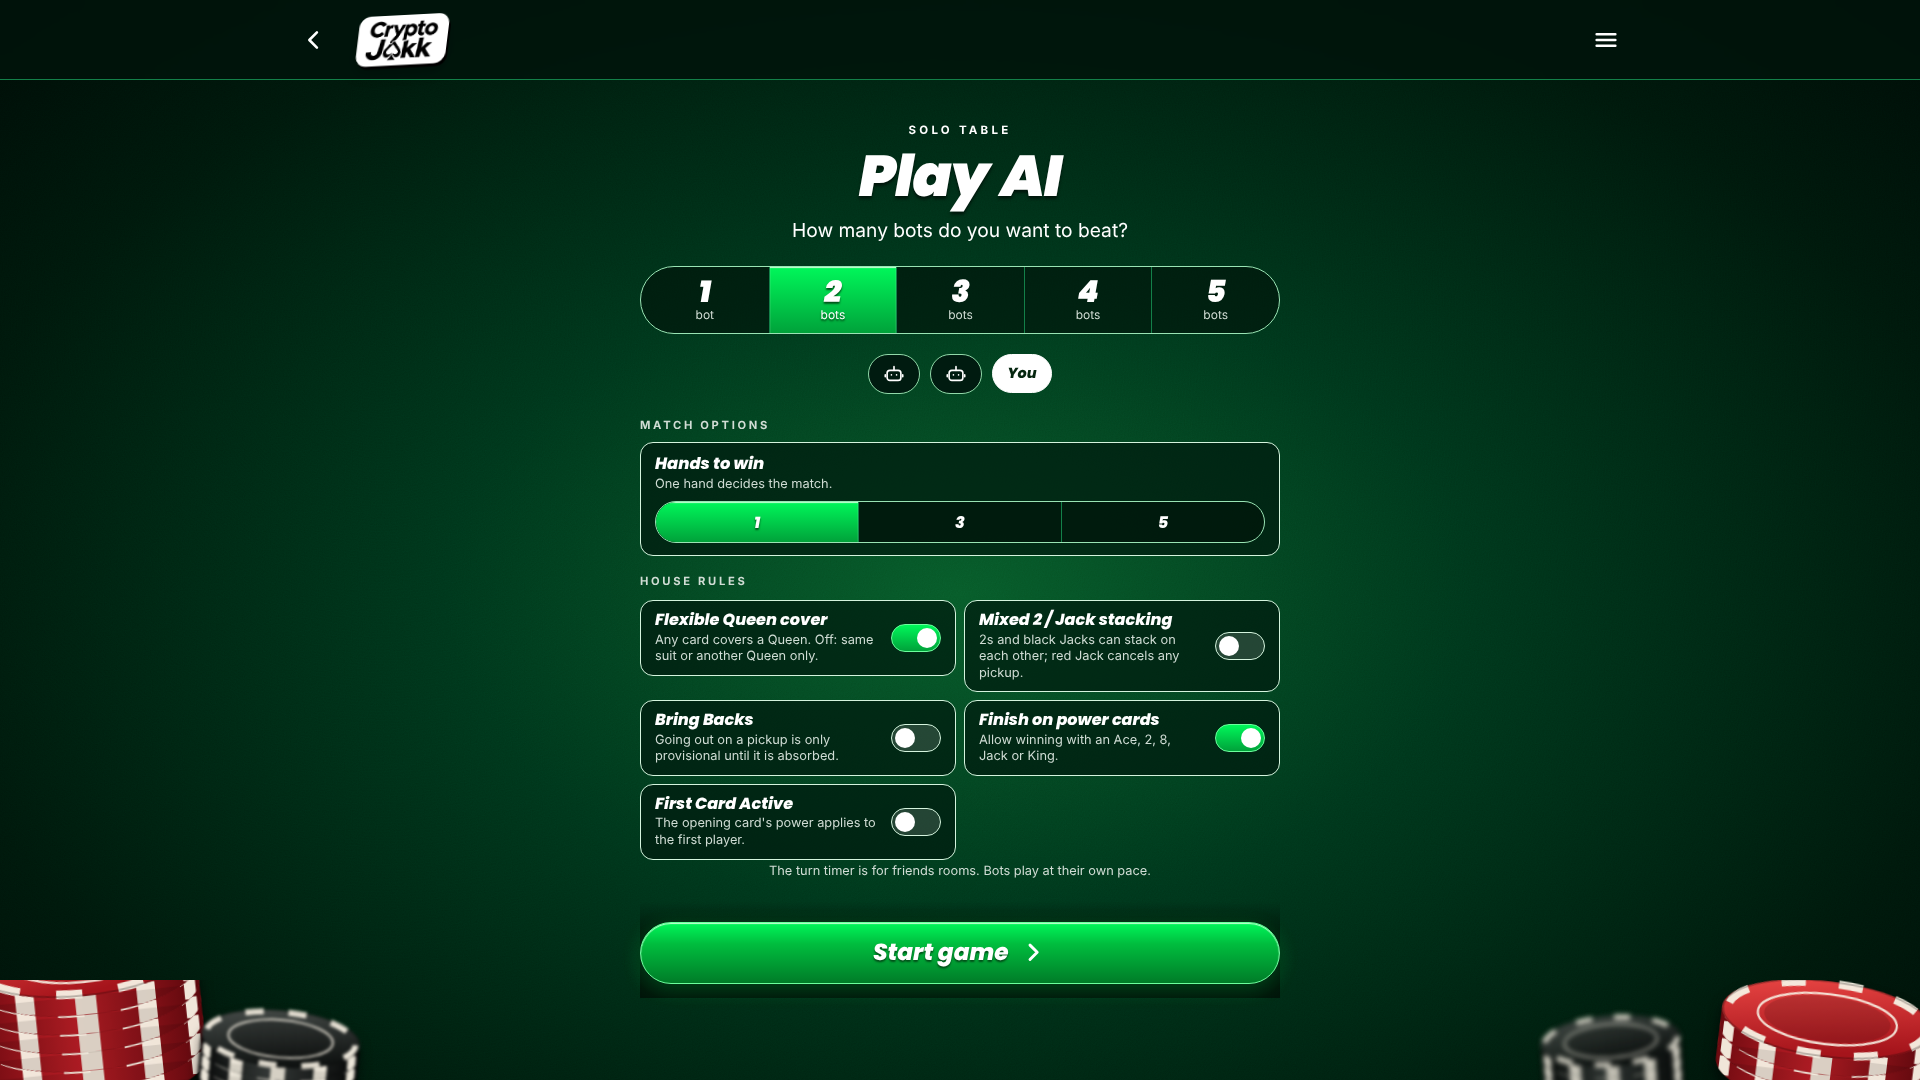 Crypto
Jakk
SOLO TABLE
Play AI
How many bots do you want to beat?
1
bot
2
bots
3
bots
4
bots
5
bots
You
MATCH OPTIONS
Hands to win
One hand decides the match.
1
3
5
HOUSE RULES
Flexible Queen cover
Any card covers a Queen. Off: same
suit or another Queen only.
Mixed 2 / Jack stacking
2s and black Jacks can stack on
each other; red Jack cancels any
pickup.
Bring Backs
Going out on a pickup is only
provisional until it is absorbed.
Finish on power cards
Allow winning with an Ace, 2, 8,
Jack or King.
First Card Active
The opening card's power applies to
the first player.
The turn timer is for friends rooms. Bots play at their own pace.
Start game